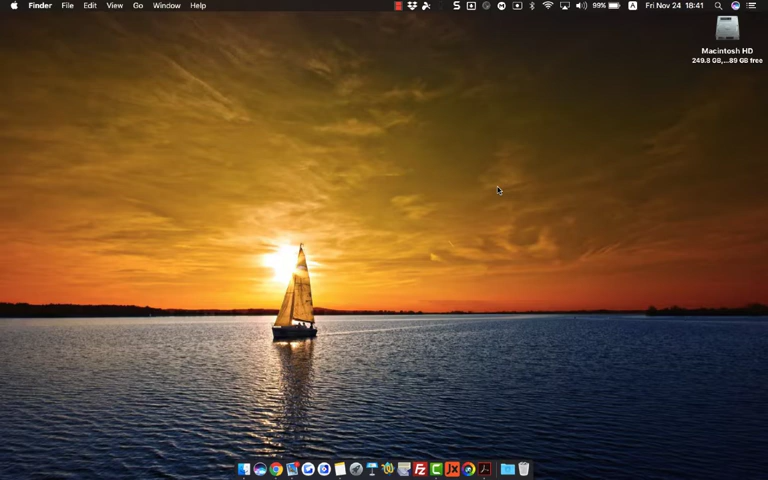 Finder File Edit View Go Window Help 99% A Fri Nov 24 18:41
Macintosh HD
249.8 GB,...89 GB free